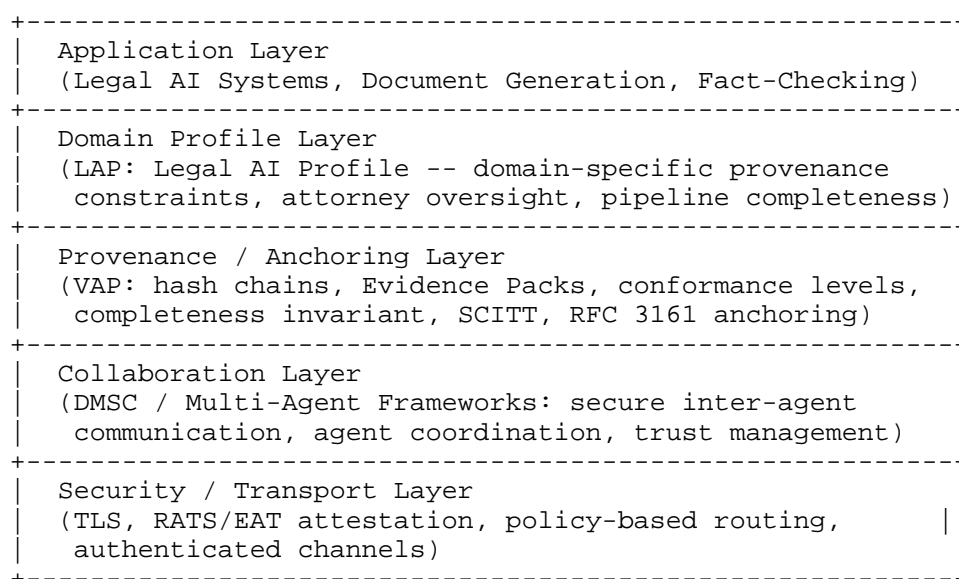 Application Layer
(Legal AI Systems, Document Generation, Fact-Checking)
Domain Profile Layer
(LAP: Legal AI Profile -- domain-specific provenance
constraints, attorney oversight, pipeline completeness)
Provenance / Anchoring Layer
(VAP: hash chains, Evidence Packs, conformance levels,
completeness invariant, SCITT, RFC 3161 anchoring)
Collaboration Layer
(DMSC / Multi-Agent Frameworks: secure inter-agent
communication, agent coordination, trust management)
Security / Transport Layer
(TLS, RATS/EAT attestation, policy-based routing,
authenticated channels)